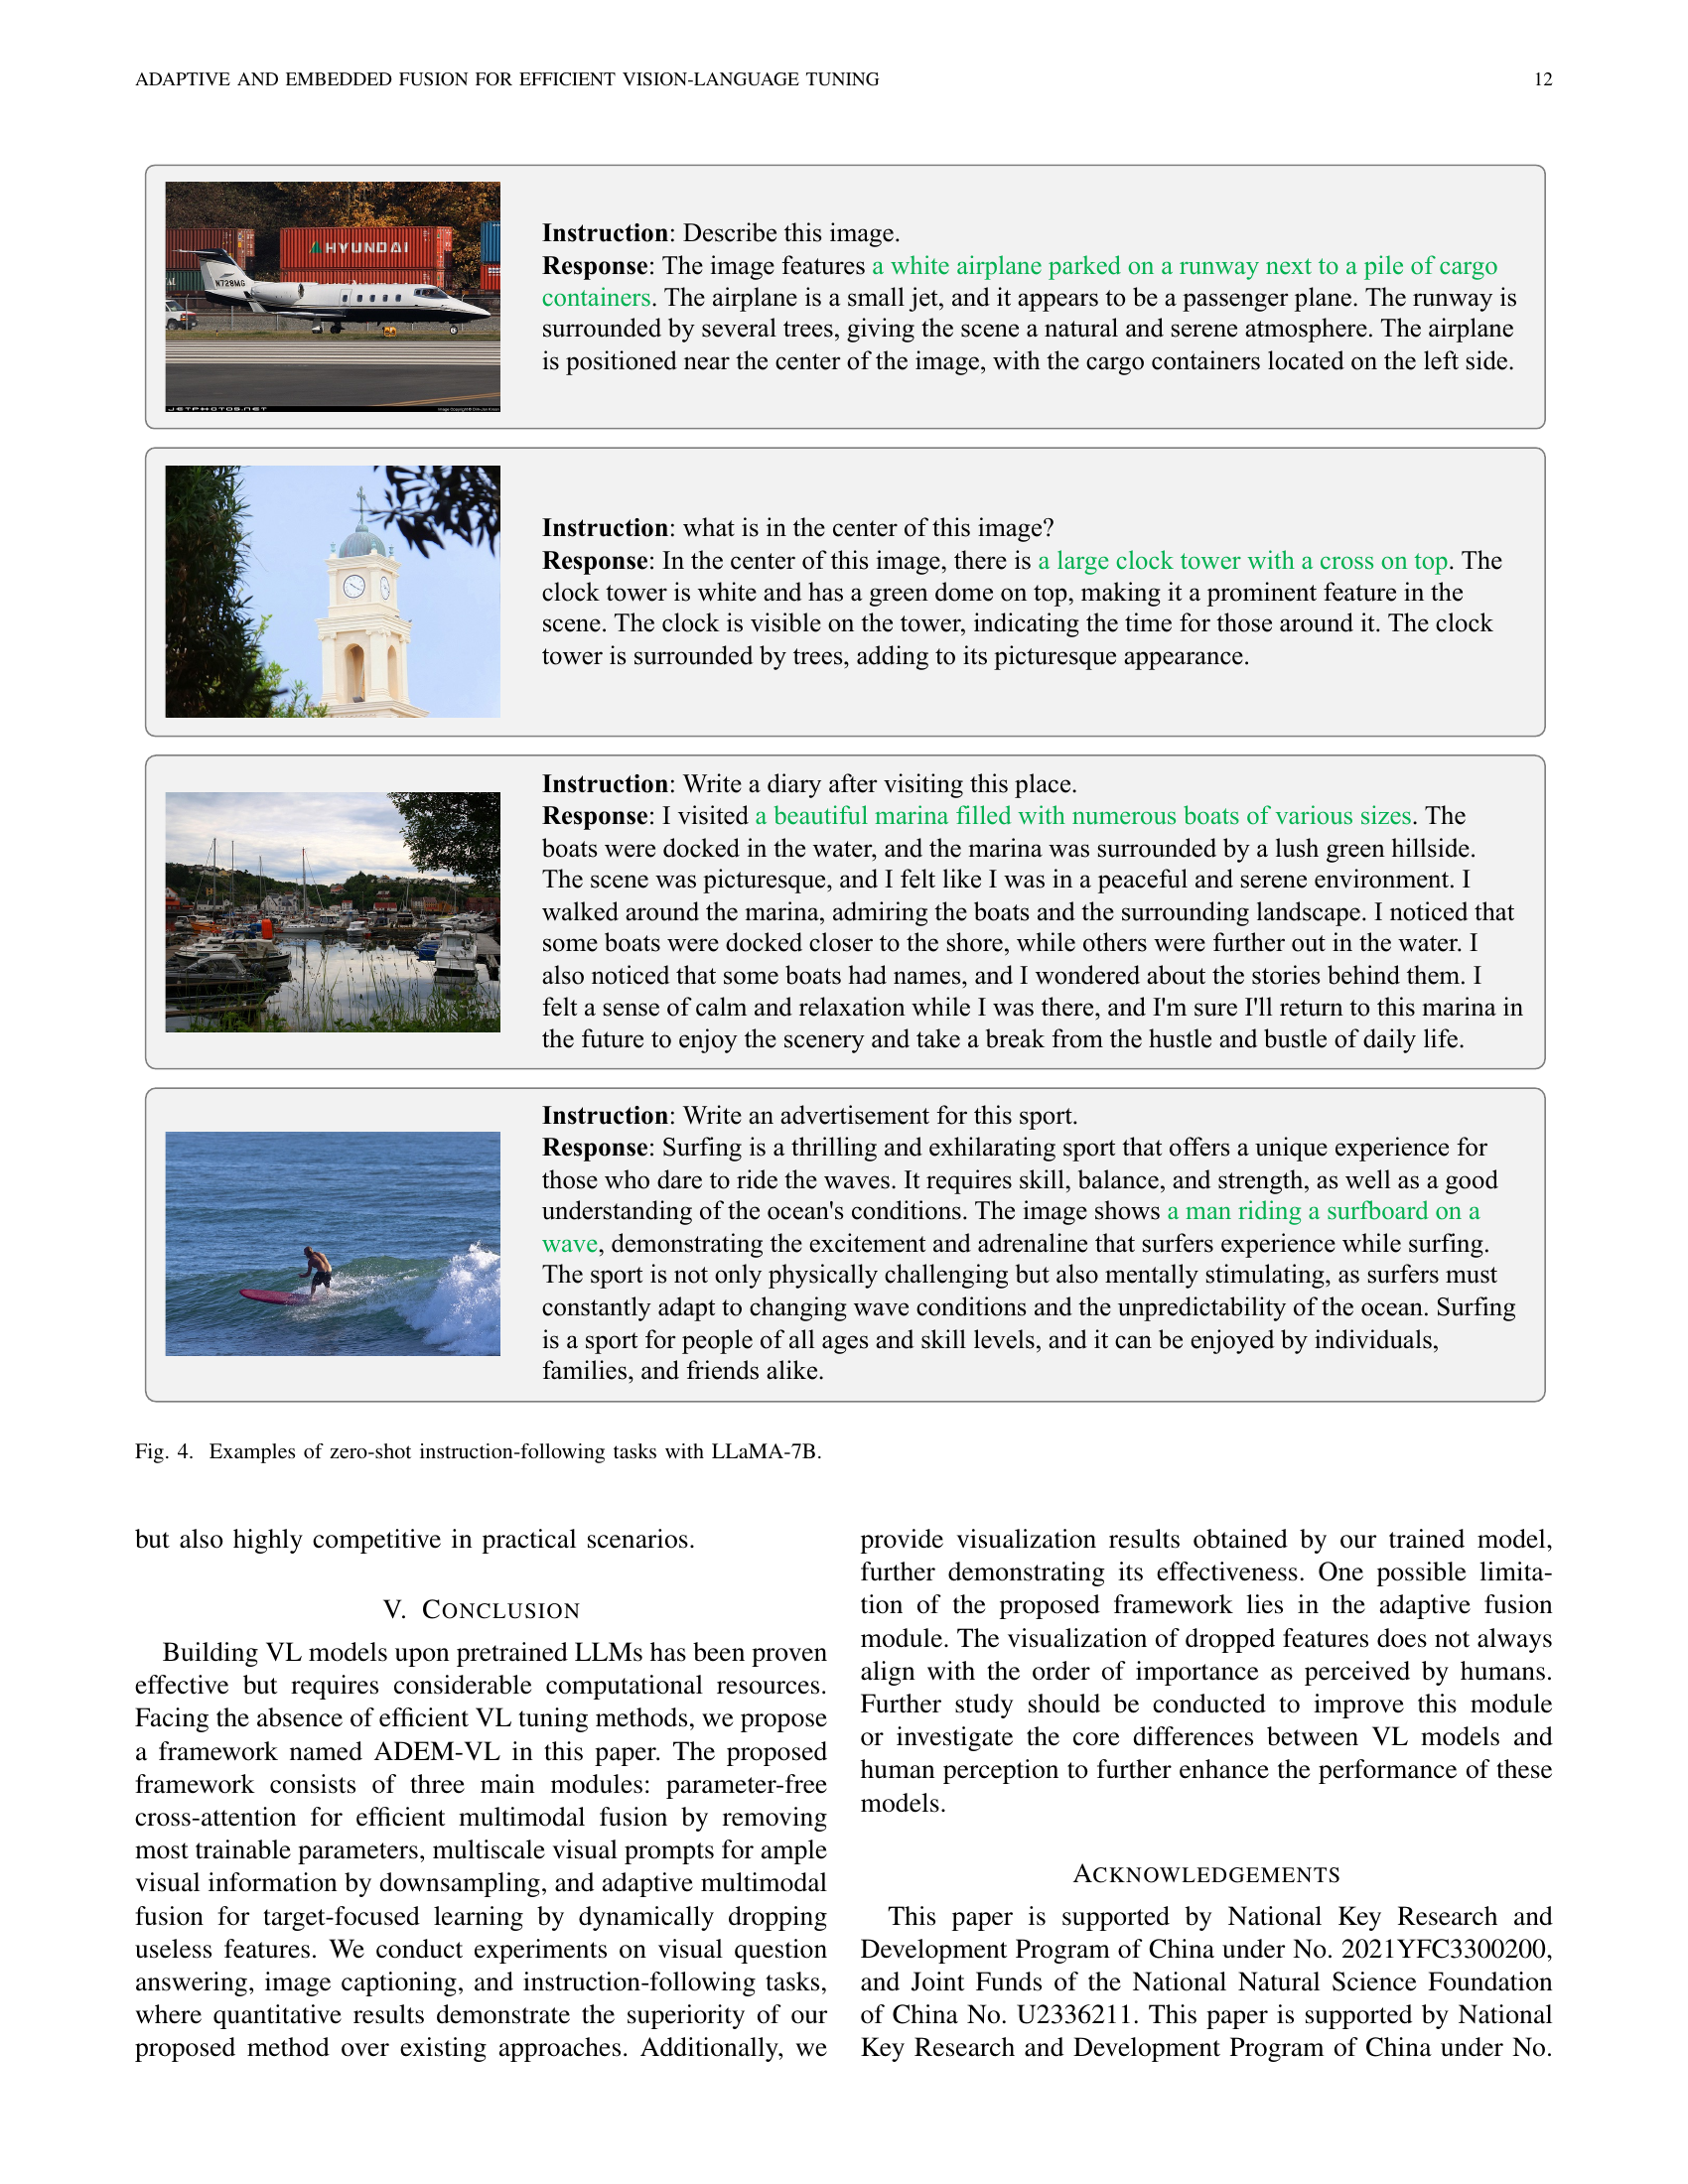 ADAPTIVE AND EMBEDDED FUSION FOR EFFICIENT VISION-LANGUAGE TUNING
12
HYUNDAI
N728MG
JETPHOTOS.NET
Instruction: Describe this image.
Response: The image features a white airplane parked on a runway next to a pile of cargo
containers. The airplane is a small jet, and it appears to be a passenger plane. The runway is
surrounded by several trees, giving the scene a natural and serene atmosphere. The airplane
is positioned near the center of the image, with the cargo containers located on the left side.
Instruction: what is in the center of this image?
Response: In the center of this image, there is a large clock tower with a cross on top. The
clock tower is white and has a green dome on top, making it a prominent feature in the
scene. The clock is visible on the tower, indicating the time for those around it. The clock
tower is surrounded by trees, adding to its picturesque appearance.
Instruction: Write a diary after visiting this place.
Response: I visited a beautiful marina filled with numerous boats of various sizes. The
boats were docked in the water, and the marina was surrounded by a lush green hillside.
The scene was picturesque, and I felt like I was in a peaceful and serene environment. I
walked around the marina, admiring the boats and the surrounding landscape. I noticed that
some boats were docked closer to the shore, while others were further out in the water. I
also noticed that some boats had names, and I wondered about the stories behind them. I
felt a sense of calm and relaxation while I was there, and I'm sure I'll return to this marina in
the future to enjoy the scenery and take a break from the hustle and bustle of daily life.
Instruction: Write an advertisement for this sport.
Response: Surfing is a thrilling and exhilarating sport that offers a unique experience for
those who dare to ride the waves. It requires skill, balance, and strength, as well as a good
understanding of the ocean's conditions. The image shows a man riding a surfboard on a
wave, demonstrating the excitement and adrenaline that surfers experience while surfing.
The sport is not only physically challenging but also mentally stimulating, as surfers must
constantly adapt to changing wave conditions and the unpredictability of the ocean. Surfing
is a sport for people of all ages and skill levels, and it can be enjoyed by individuals,
families, and friends alike.
Fig. 4. Examples of zero-shot instruction-following tasks with LLaMA-7B.
but also highly competitive in practical scenarios.
V. CONCLUSION
Building VL models upon pretrained LLMs has been proven
effective but requires considerable computational resources.
Facing the absence of efficient VL tuning methods, we propose
a framework named ADEM-VL in this paper. The proposed
framework consists of three main modules: parameter-free
cross-attention for efficient multimodal fusion by removing
most trainable parameters, multiscale visual prompts for ample
visual information by downsampling, and adaptive multimodal
fusion for target-focused learning by dynamically dropping
useless features. We conduct experiments on visual question
answering, image captioning, and instruction-following tasks,
where quantitative results demonstrate the superiority of our
proposed method over existing approaches. Additionally, we
provide visualization results obtained by our trained model,
further demonstrating its effectiveness. One possible limita-
tion of the proposed framework lies in the adaptive fusion
module. The visualization of dropped features does not always
align with the order of importance as perceived by humans.
Further study should be conducted to improve this module
or investigate the core differences between VL models and
human perception to further enhance the performance of these
models.
ACKNOWLEDGEMENTS
This paper is supported by National Key Research and
Development Program of China under No. 2021YFC3300200,
and Joint Funds of the National Natural Science Foundation
of China No. U2336211. This paper is supported by National
Key Research and Development Program of China under No.